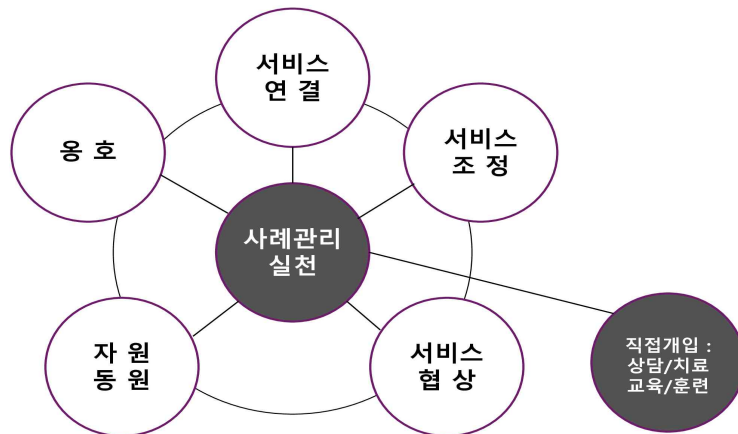 서비스
연 결
옹 호
서비스
조 정
사례관리
실천
자 원
동 원
서비스
협 상
직접개입 :
상담/치료
교육/훈련